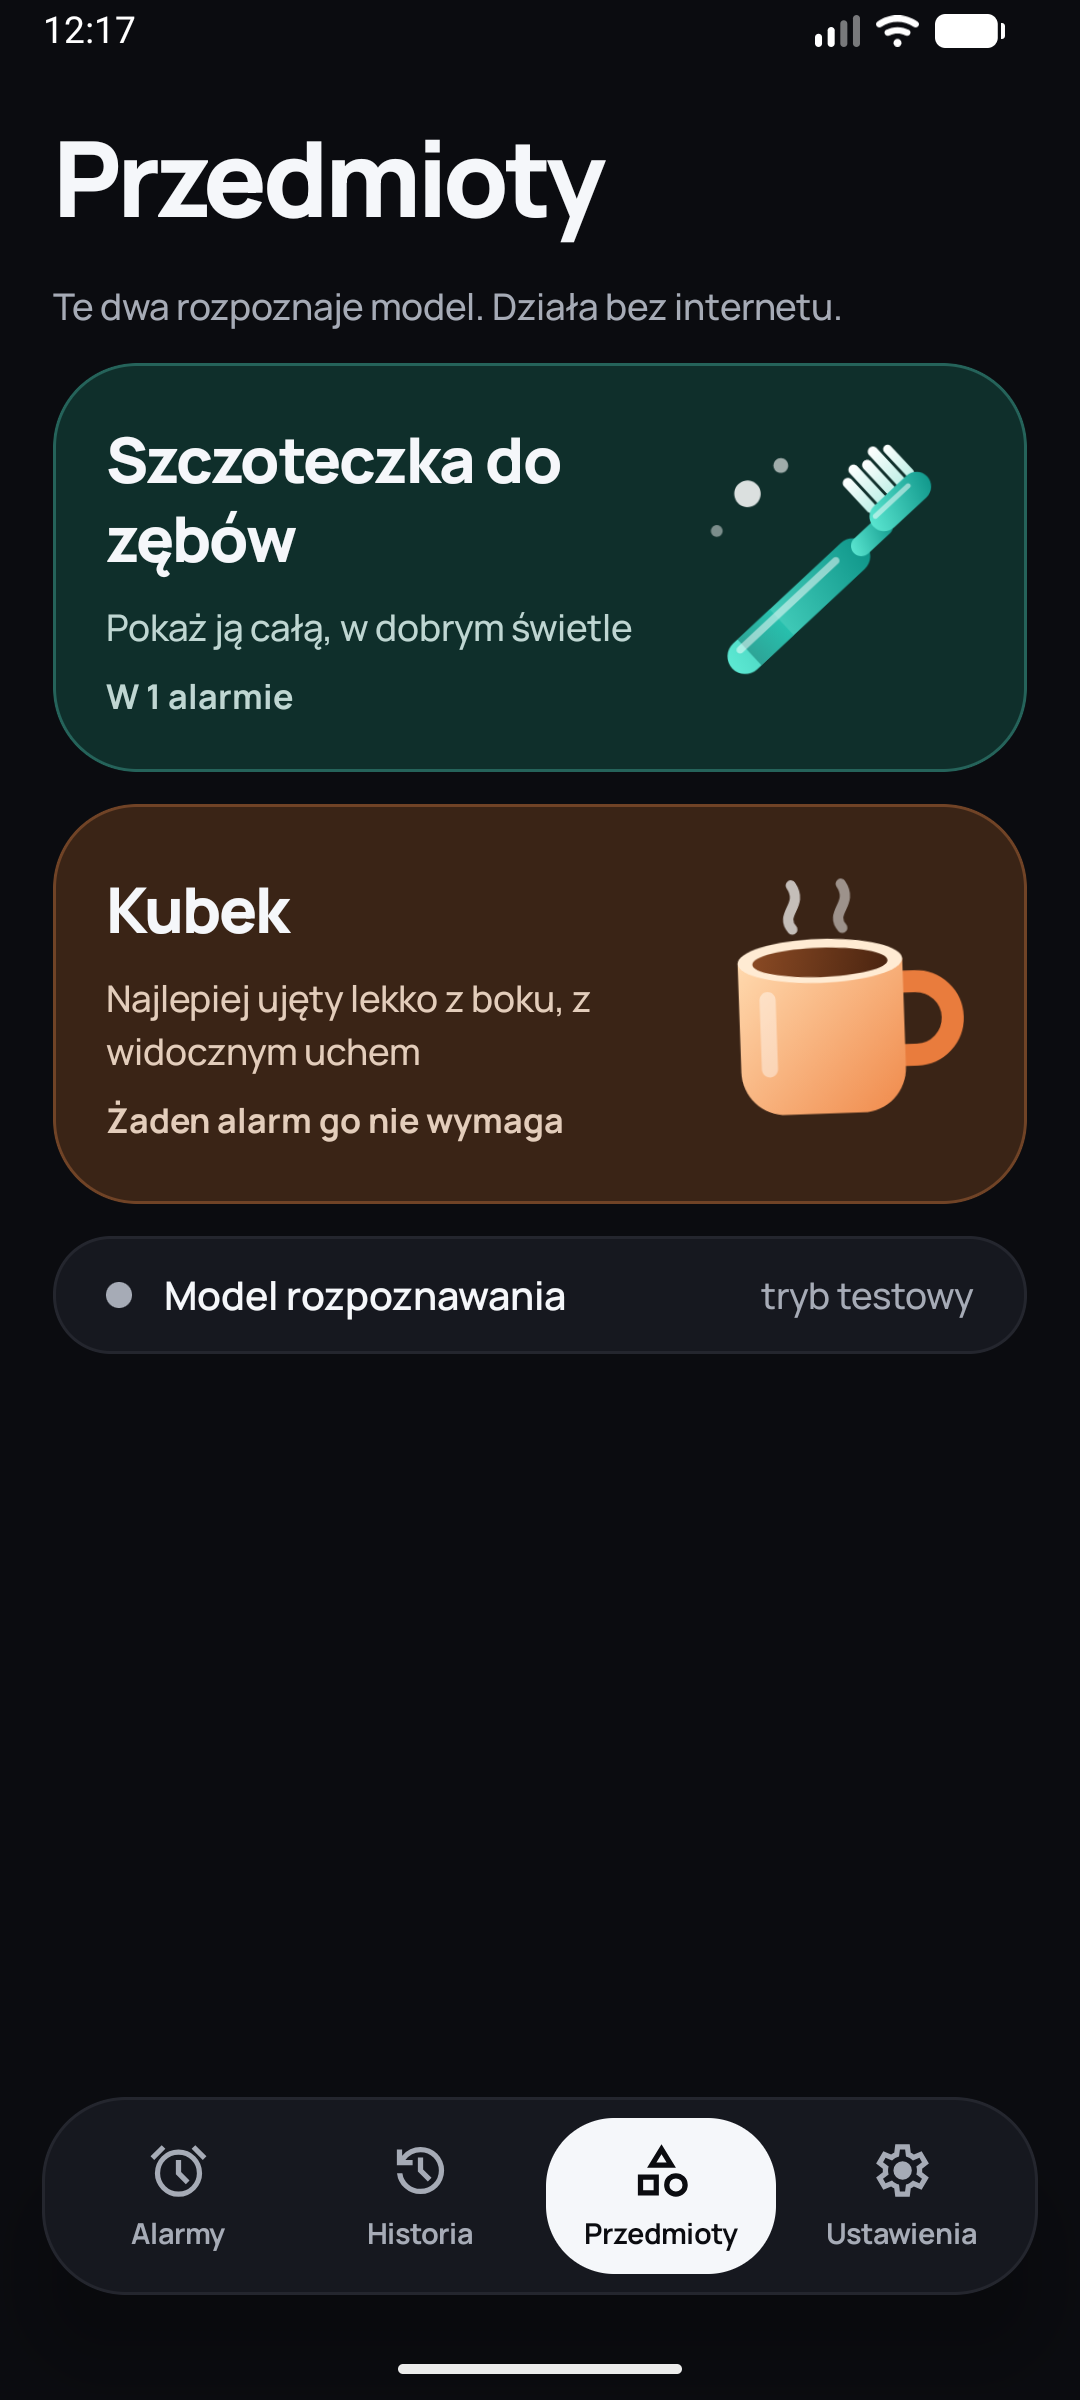 12:17
Przedmioty
Te dwa rozpoznaje model. Działa bez internetu.
Szczoteczka do
zębów
Pokaż ją całą, w dobrym świetle
W 1 alarmie
Kubek
Najlepiej ujęty lekko z boku, z
widocznym uchem
Żaden alarm go nie wymaga
Model rozpoznawania tryb testowy
Alarmy Historia Przedmioty Ustawienia